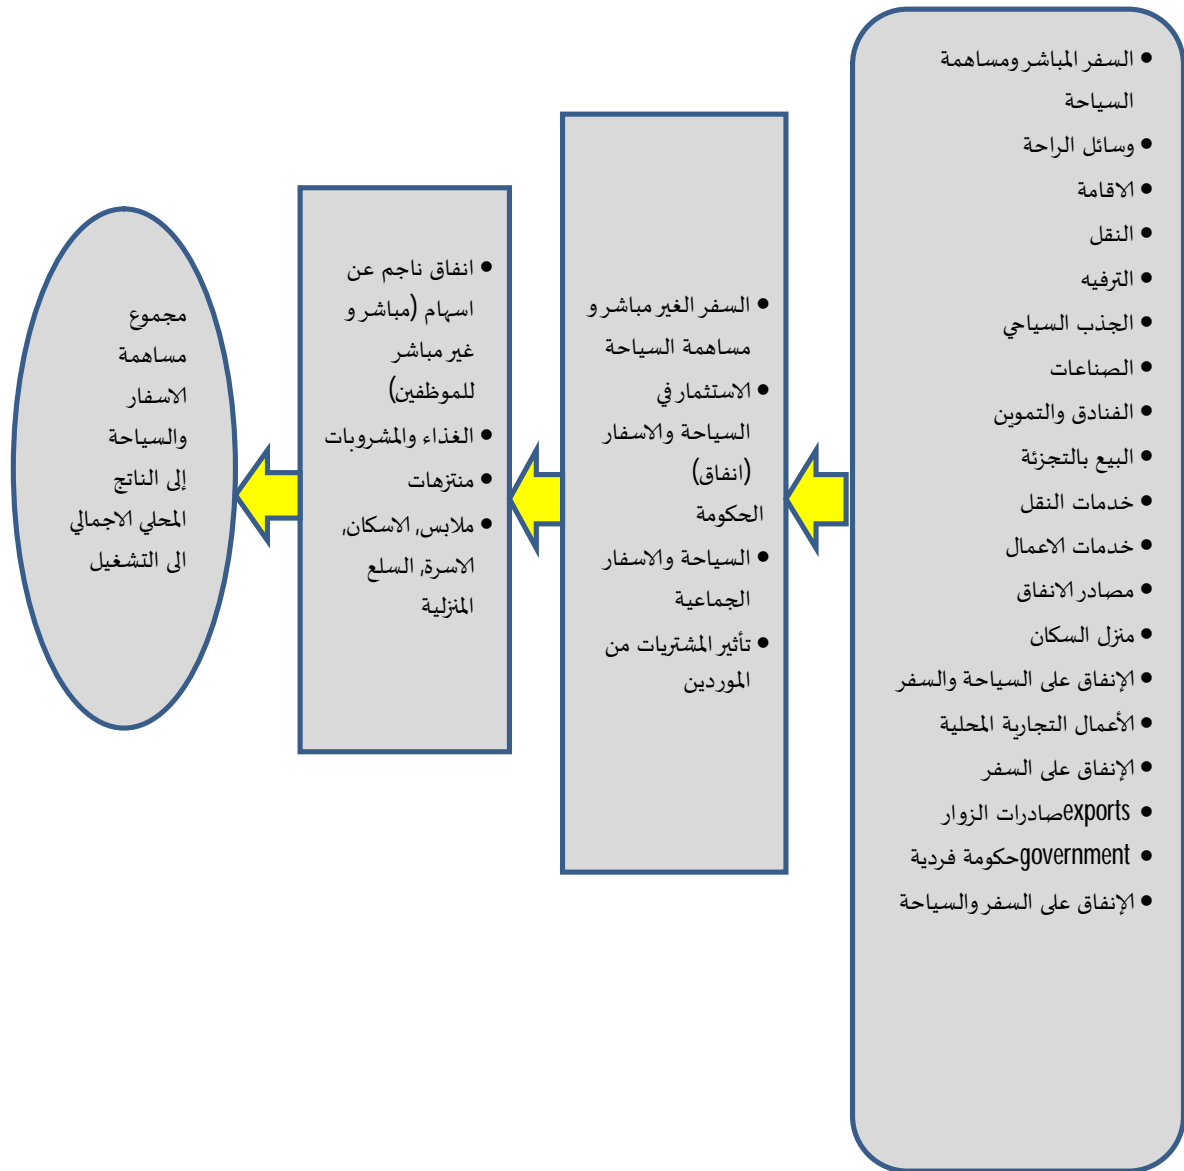 • السفر المباشر ومساهمة
السياحة
• وسائل الراحة
• الاقامة
• النقل
• الترفيه
• الجذب السياحي
• الصناعات
• الفنادق والتموين
• البيع بالتجزئة
• خدمات النقل
• خدمات الاعمال
• مصادر الانفاق
• منزل السكان
• الإنفاق على السياحة والسفر
• الأعمال التجارية المحلية
• الإنفاق على السفر
• exportsصادرات الزوار
• governmentحكومة فردية
• الإنفاق على السفر والسياحة
• السفر الغير مباشر و
مساهمة السياحة
• الاستثمار في
السياحة والاسفار
(انفاق)
الحكومة
• السياحة والاسفار
الجماعية
• تأثير المشتريات من
الموردين
• انفاق ناجم عن
اسهام (مباشر و
غير مباشر
للموظفين)
• الغذاء والمشروبات
• منتزهات
• ملابس, الاسكان,
الاسرة, السلع
المنزلية
مجموع
مساهمة
الاسفار
والسياحة
إلى الناتج
المحلي الاجمالي
الى التشغيل